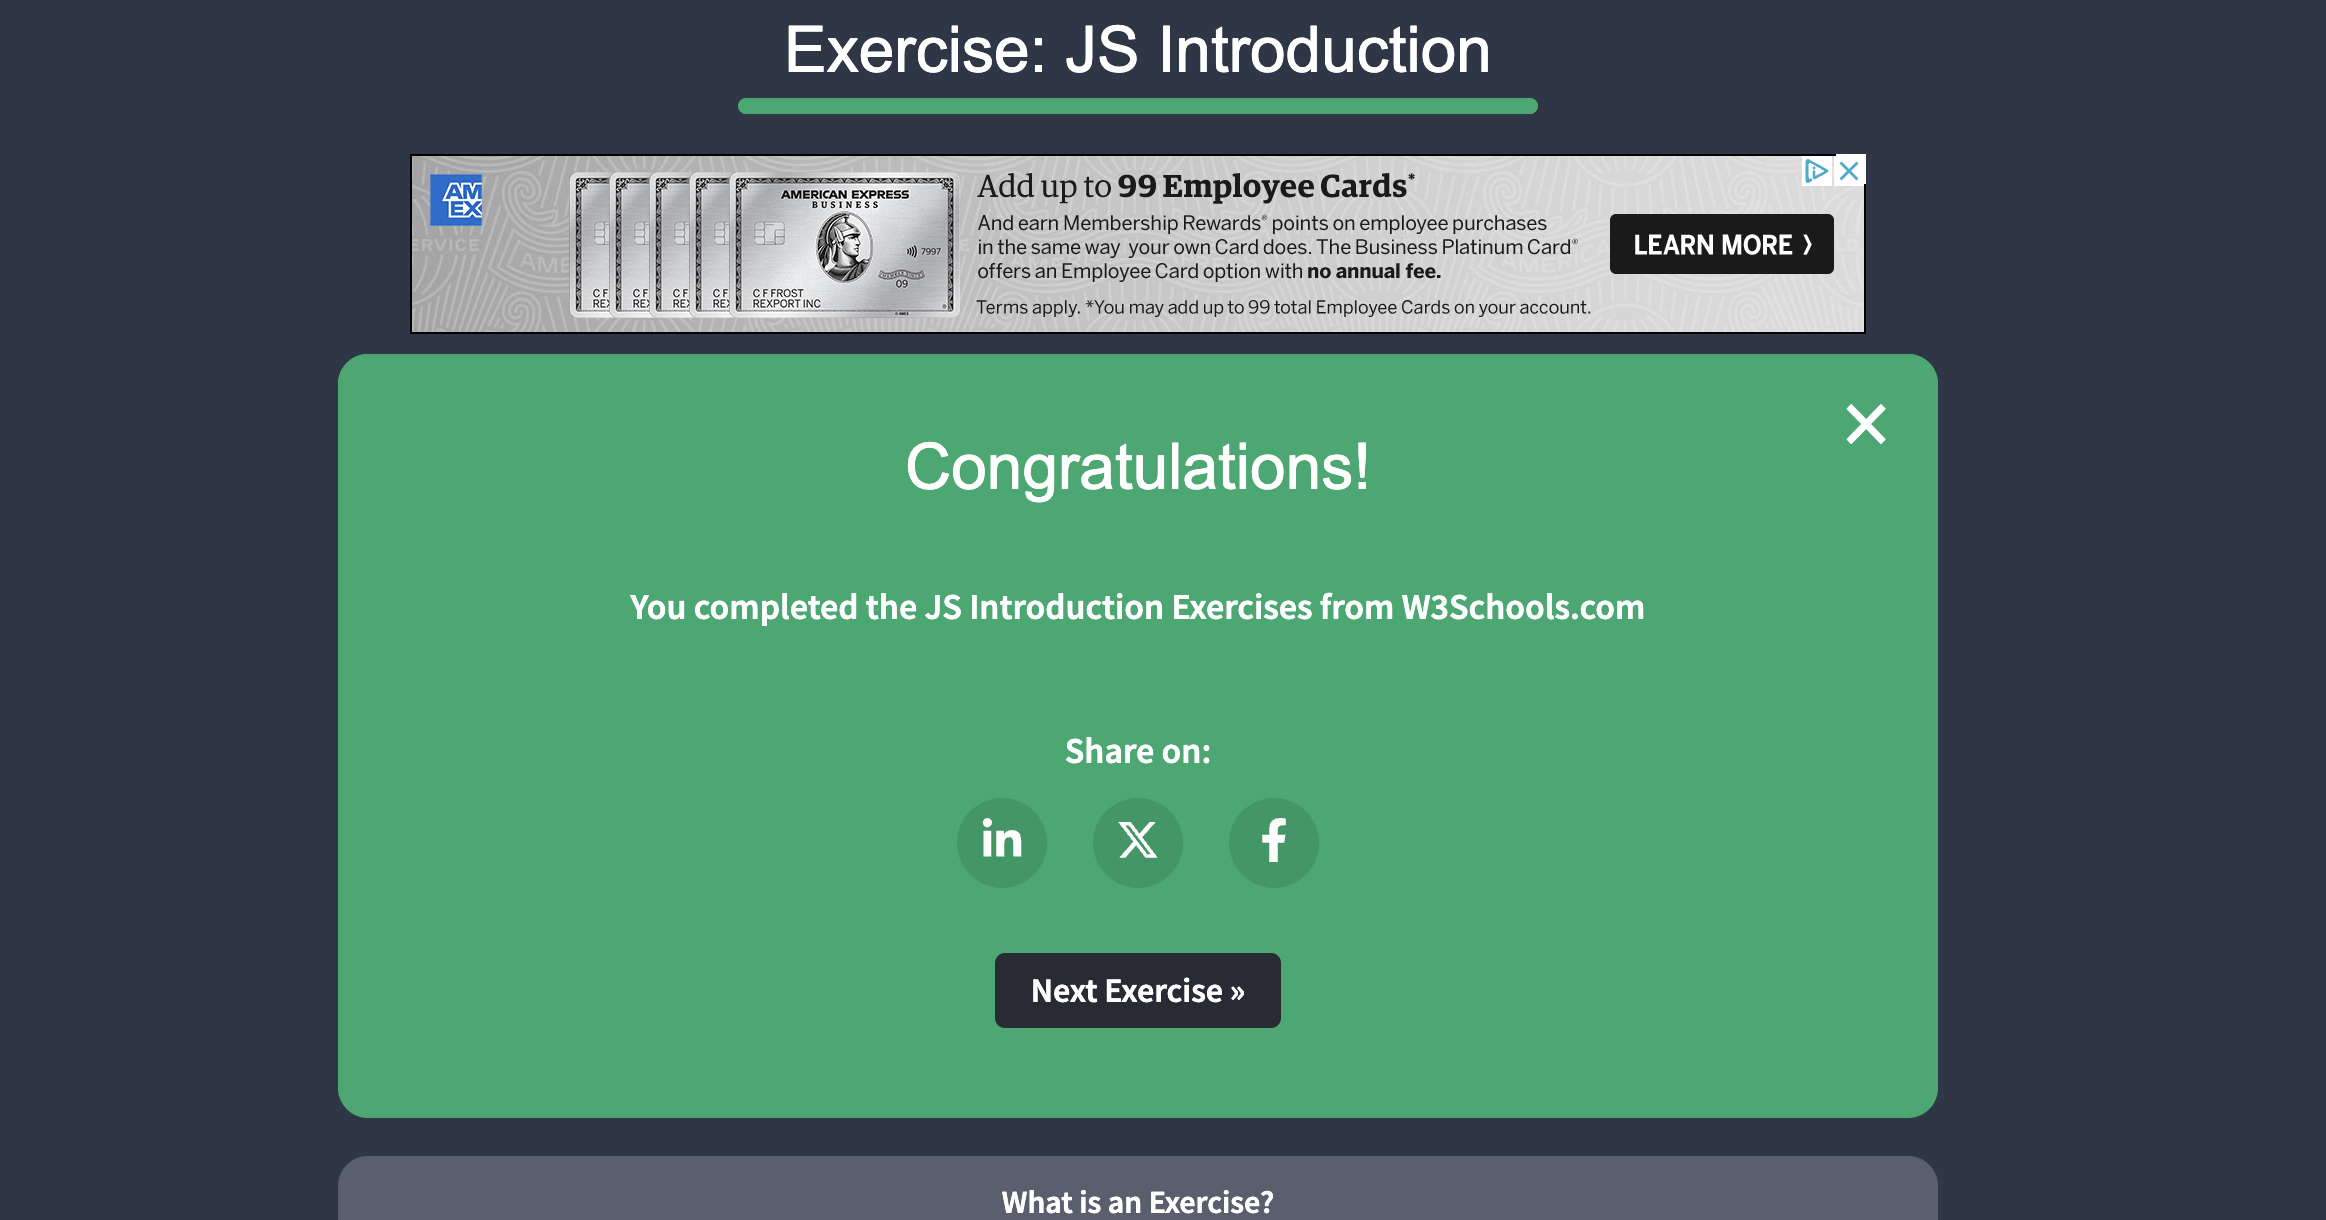 Exercise: JS Introduction
AM
EX
AMERICAN EXPRESS
BUSINESS
7997
09
C F FROST
REXPORT INC
Add up to 99 Employee Cards*
And earn Membership Rewards® points on employee purchases
in the same way your own Card does. The Business Platinum Card®
offers an Employee Card option with no annual fee.
Terms apply. *You may add up to 99 total Employee Cards on your account.
LEARN MORE ❯
Congratulations!
You completed the JS Introduction Exercises from W3Schools.com
Share on:
in
X
f
Next Exercise »
What is an Exercise?